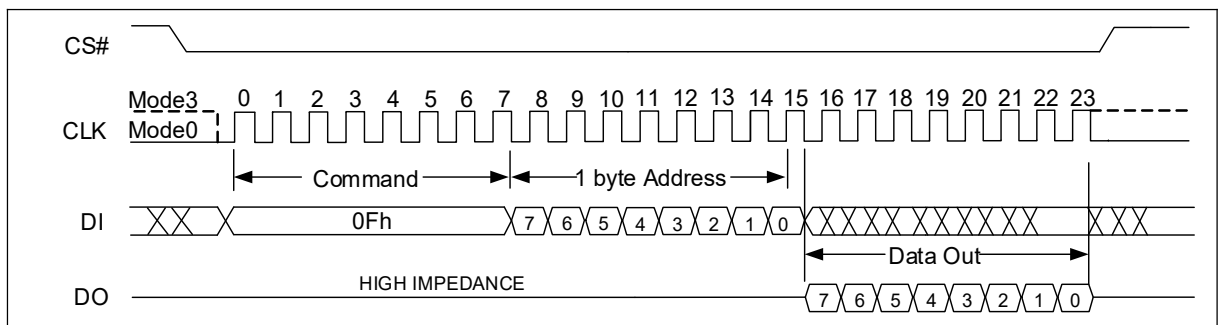 CS#
Mode3 0 1 2 3 4 5 6 7 8 9 10 11 12 13 14 15 16 17 18 19 20 21 22 23
CLK Mode0
Command 1 byte Address
DI 0Fh 7 6 5 4 3 2 1 0
Data Out
HIGH IMPEDANCE
DO 7 6 5 4 3 2 1 0